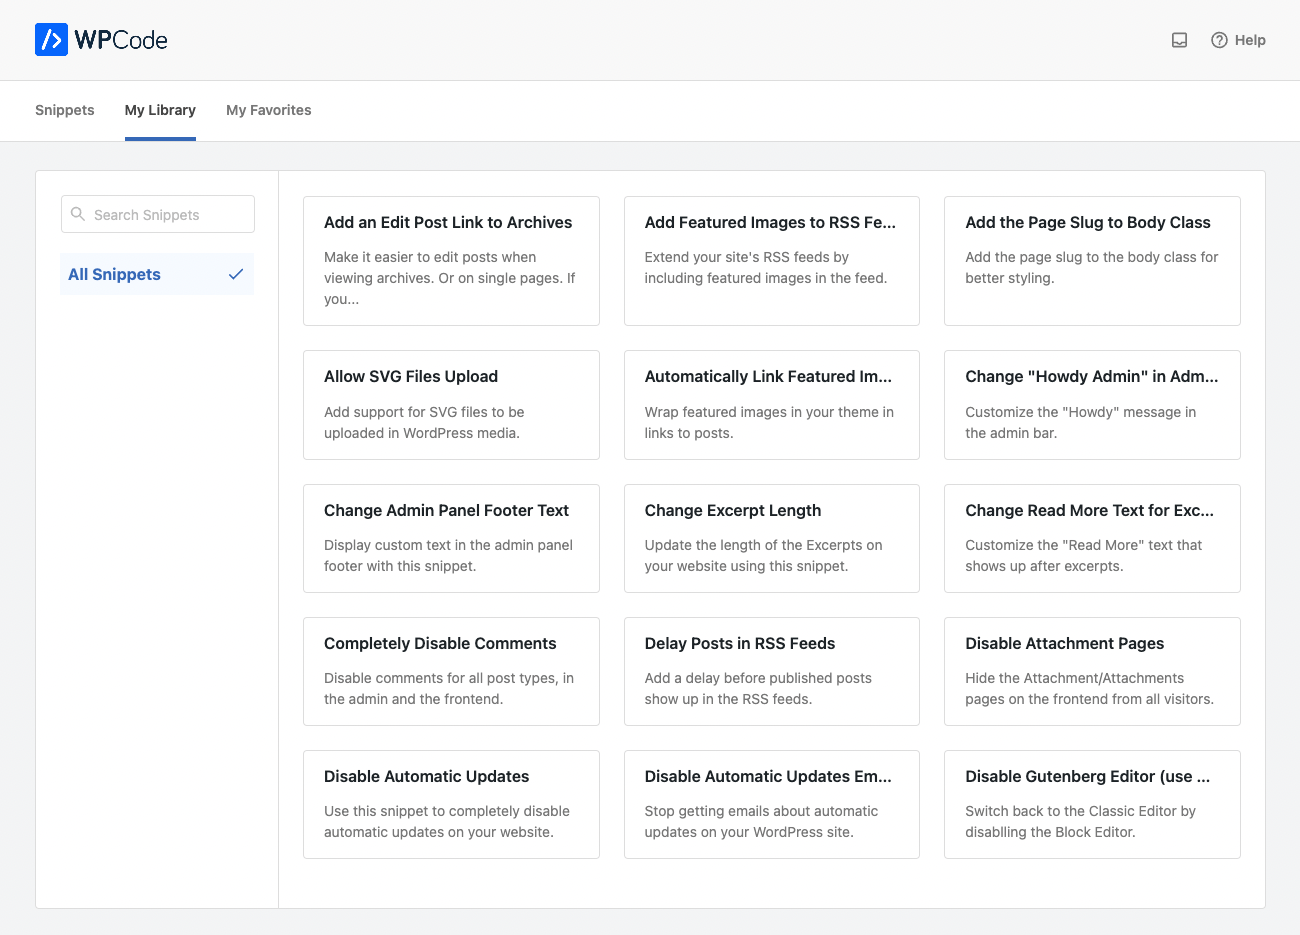 WPCode
Help
Snippets
My Library
My Favorites
Search Snippets
All Snippets
Add an Edit Post Link to Archives
Make it easier to edit posts when
viewing archives. Or on single pages. If
you...
Add Featured Images to RSS Fe...
Extend your site's RSS feeds by
including featured images in the feed.
Add the Page Slug to Body Class
Add the page slug to the body class for
better styling.
Allow SVG Files Upload
Add support for SVG files to be
uploaded in WordPress media.
Automatically Link Featured Im...
Wrap featured images in your theme in
links to posts.
Change "Howdy Admin" in Adm...
Customize the "Howdy" message in
the admin bar.
Change Admin Panel Footer Text
Display custom text in the admin panel
footer with this snippet.
Change Excerpt Length
Update the length of the Excerpts on
your website using this snippet.
Change Read More Text for Exc...
Customize the "Read More" text that
shows up after excerpts.
Completely Disable Comments
Disable comments for all post types, in
the admin and the frontend.
Delay Posts in RSS Feeds
Add a delay before published posts
show up in the RSS feeds.
Disable Attachment Pages
Hide the Attachment/Attachments
pages on the frontend from all visitors.
Disable Automatic Updates
Use this snippet to completely disable
automatic updates on your website.
Disable Automatic Updates Em...
Stop getting emails about automatic
updates on your WordPress site.
Disable Gutenberg Editor (use ...
Switch back to the Classic Editor by
disablling the Block Editor.